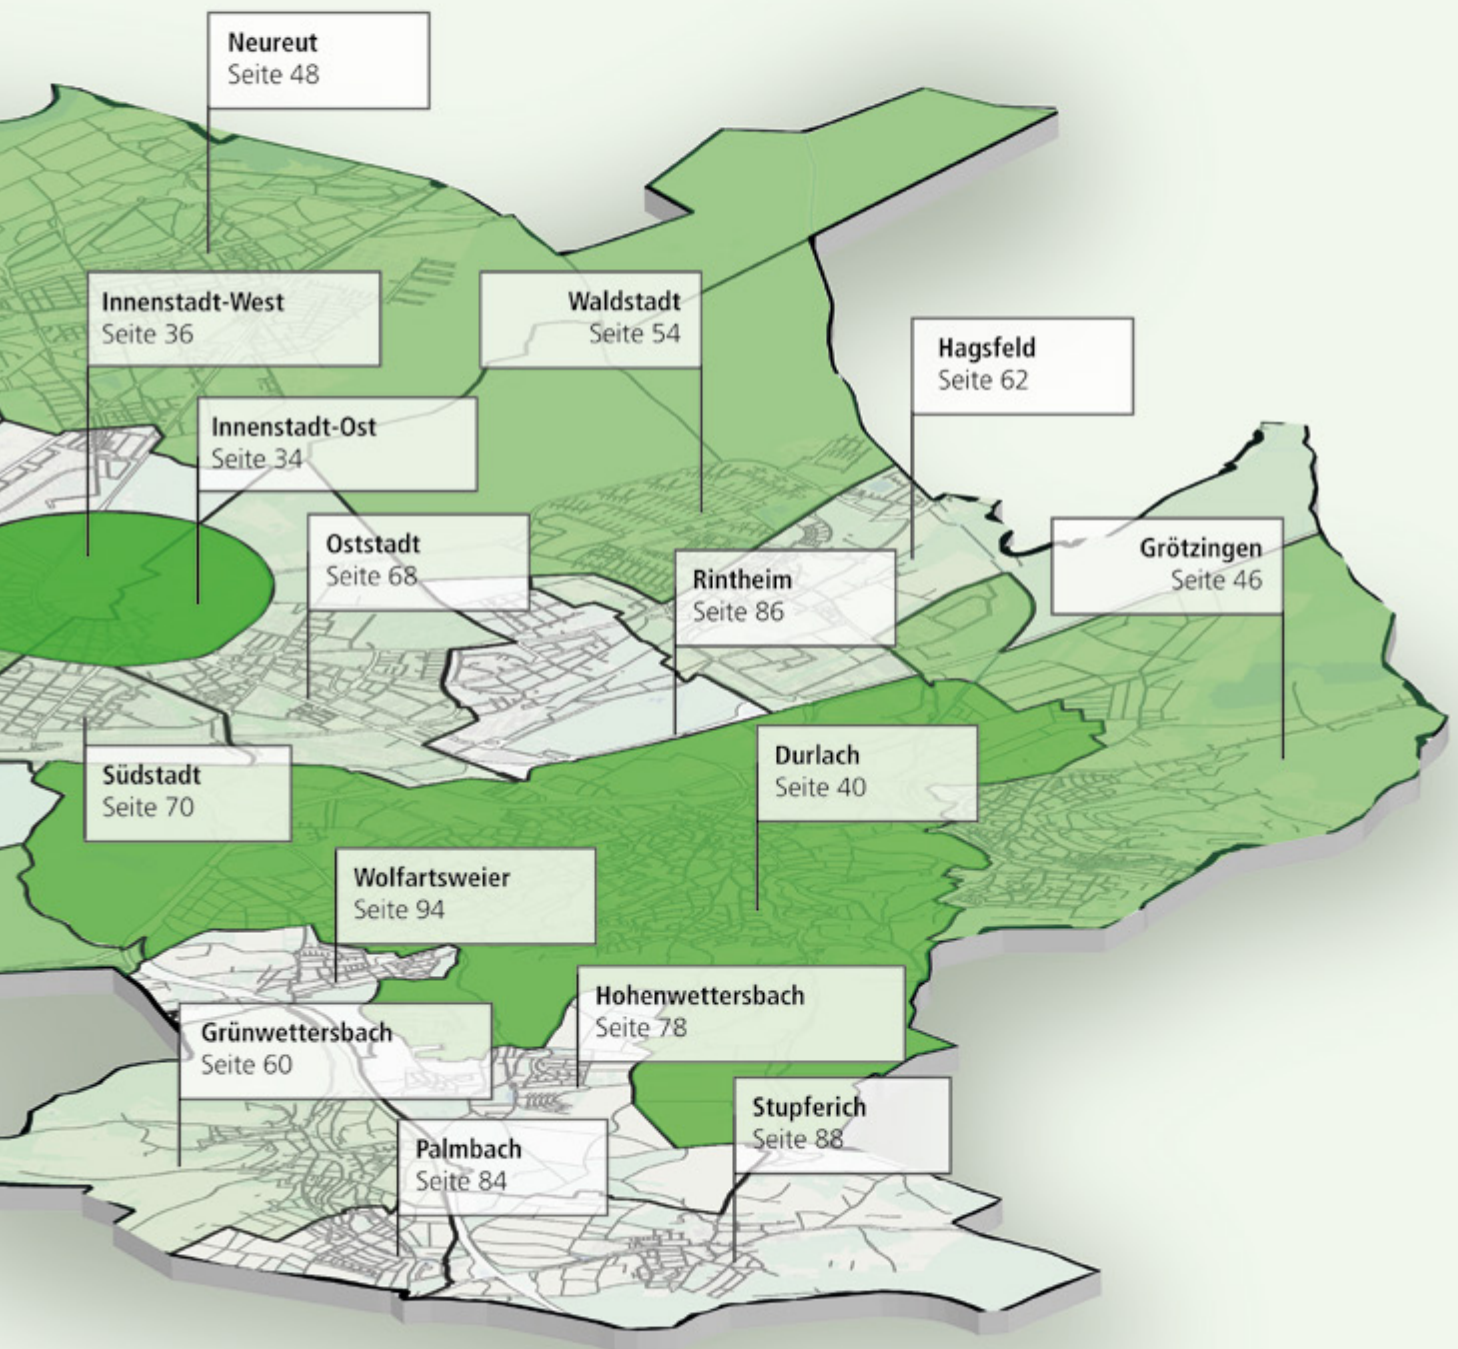 Neureut
Seite 48
Innenstadt-West
Seite 36
Waldstadt
Seite 54
Hagsfeld
Seite 62
Innenstadt-Ost
Seite 34
Oststadt
Seite 68
Rintheim
Seite 86
Grötzingen
Seite 46
Südstadt
Seite 70
Durlach
Seite 40
Wolfartsweier
Seite 94
Hohenwettersbach
Seite 78
Grünwettersbach
Seite 60
Stupferich
Seite 88
Palmbach
Seite 84